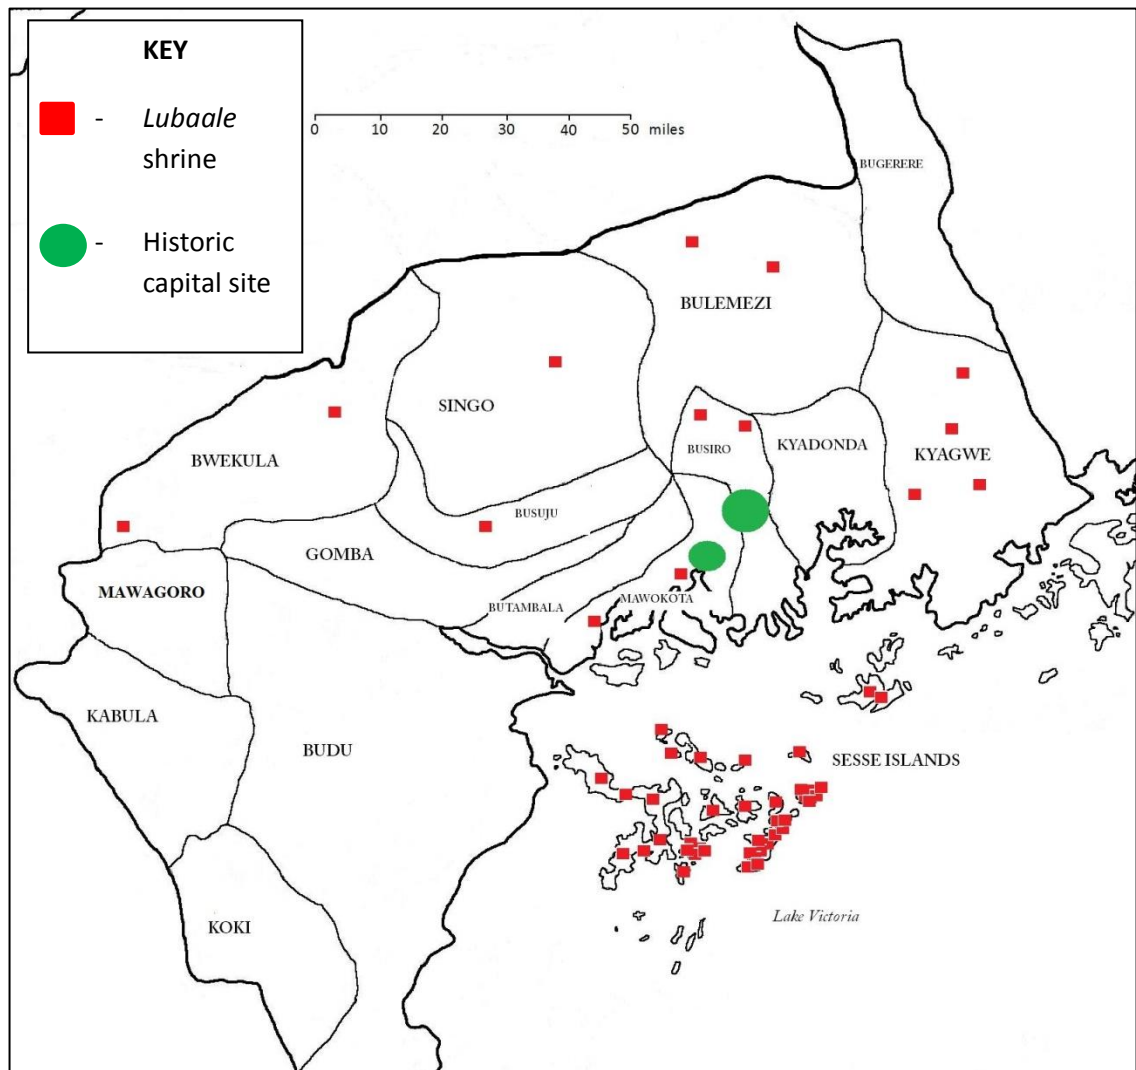 KEY
- Lubaale
shrine
- Historic
capital site
0 10 20 30 40 50 miles
BUGERERE
BULEMEZI
SINGO
BUSIRO
KYADONDA
KYAGWE
BWEKULA
BUSUJU
GOMBA
MAWAGORO
BUTAMBALA
MAWOKOTA
KABULA
BUDU
SESSE ISLANDS
Lake Victoria
KOKI